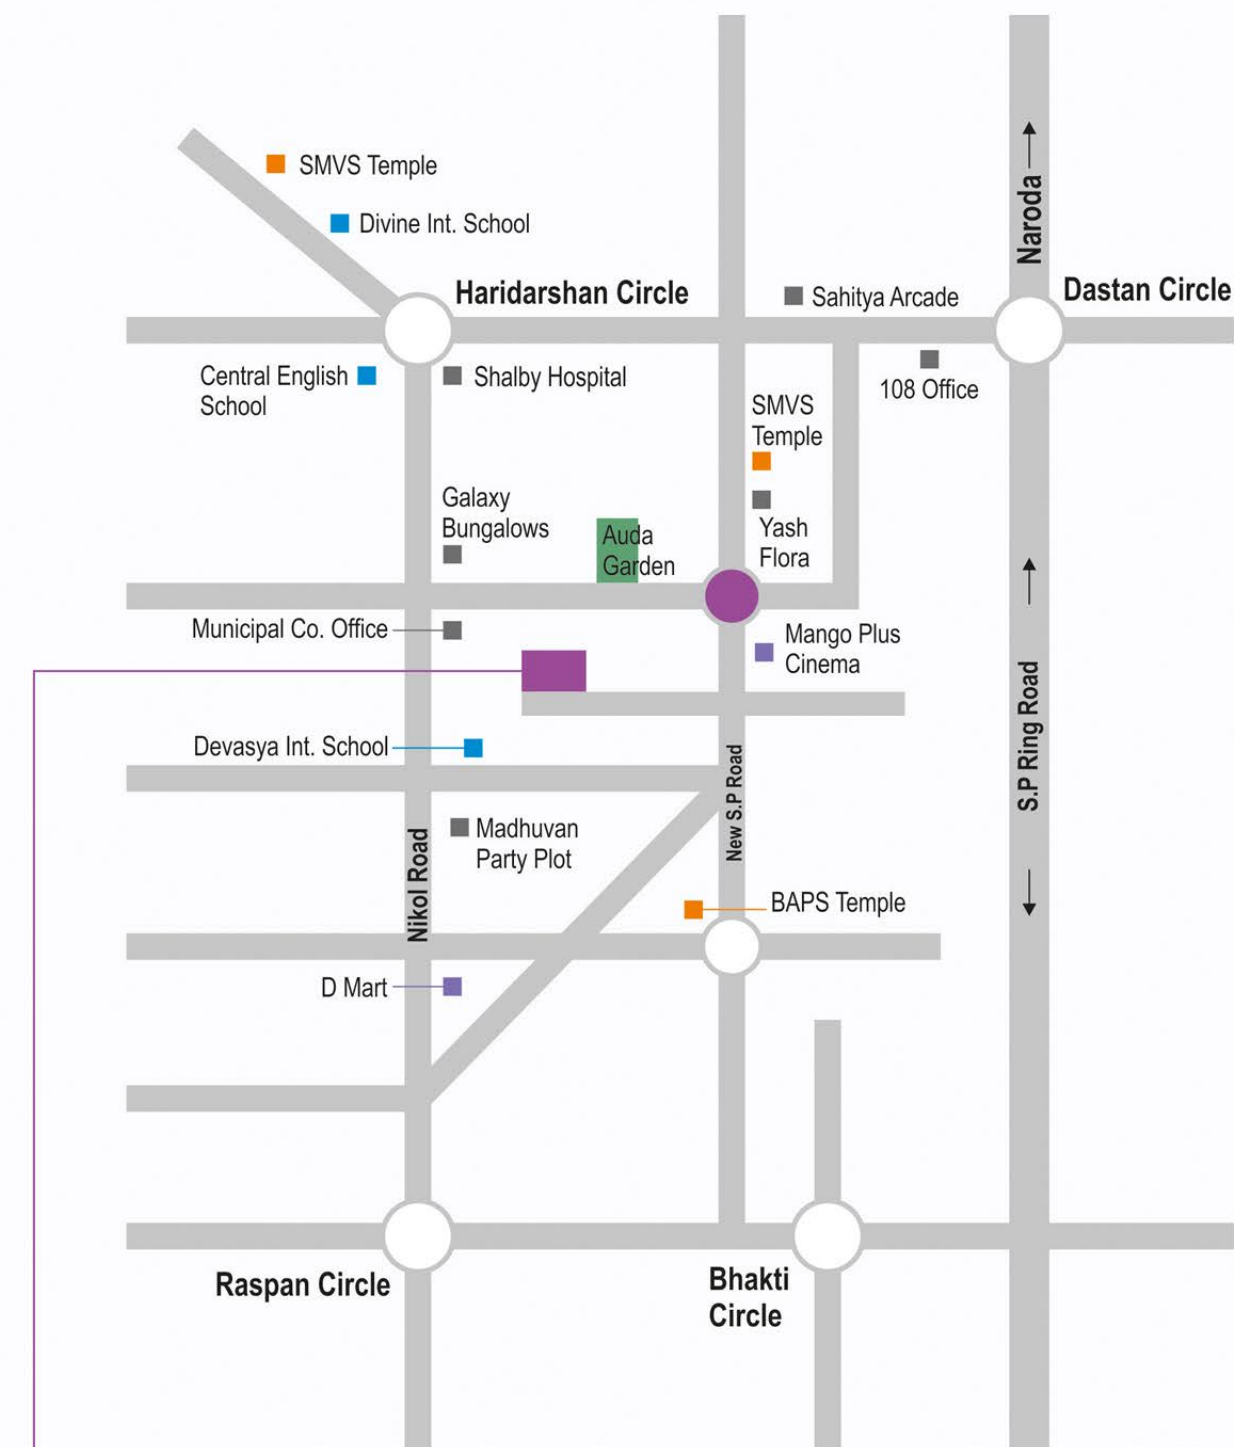 SMVS Temple
Divine Int. School
Naroda
Haridarshan Circle
Sahitya Arcade
Dastan Circle
Central English
School
Shalby Hospital
108 Office
SMVS
Temple
Galaxy
Bungalows
Auda
Garden
Yash
Flora
Municipal Co. Office
Mango Plus
Cinema
Devasya Int. School
New S.P Road
S.P Ring Road
Nikol Road
Madhuvan
Party Plot
BAPS Temple
D Mart
Raspan Circle
Bhakti
Circle